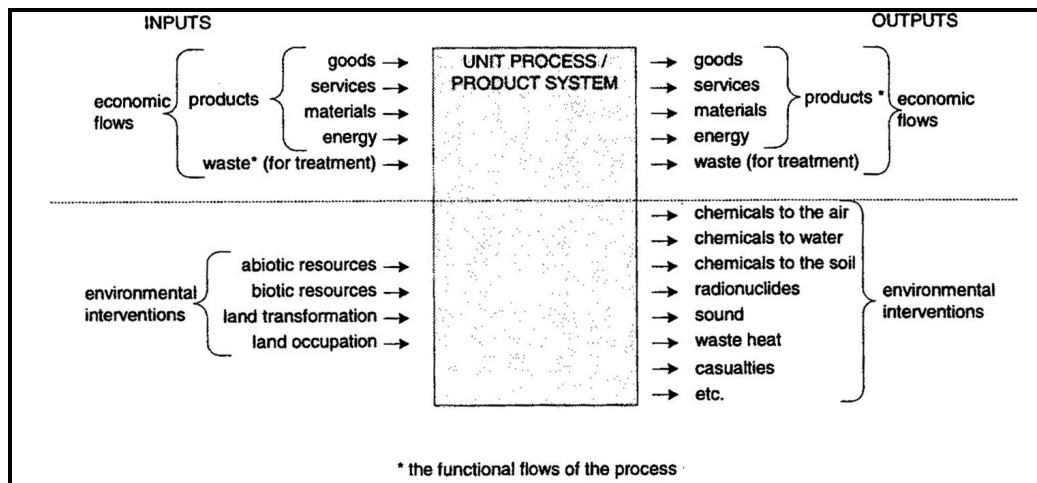 INPUTS
OUTPUTS
UNIT PROCESS /
PRODUCT SYSTEM
economic
flows
products
goods
services
materials
energy
waste* (for treatment)
goods
services
materials
energy
waste (for treatment)
products *
economic
flows
environmental
interventions
abiotic resources
biotic resources
land transformation
land occupation
chemicals to the air
chemicals to water
chemicals to the soil
radionuclides
sound
waste heat
casualties
etc.
environmental
interventions
* the functional flows of the process